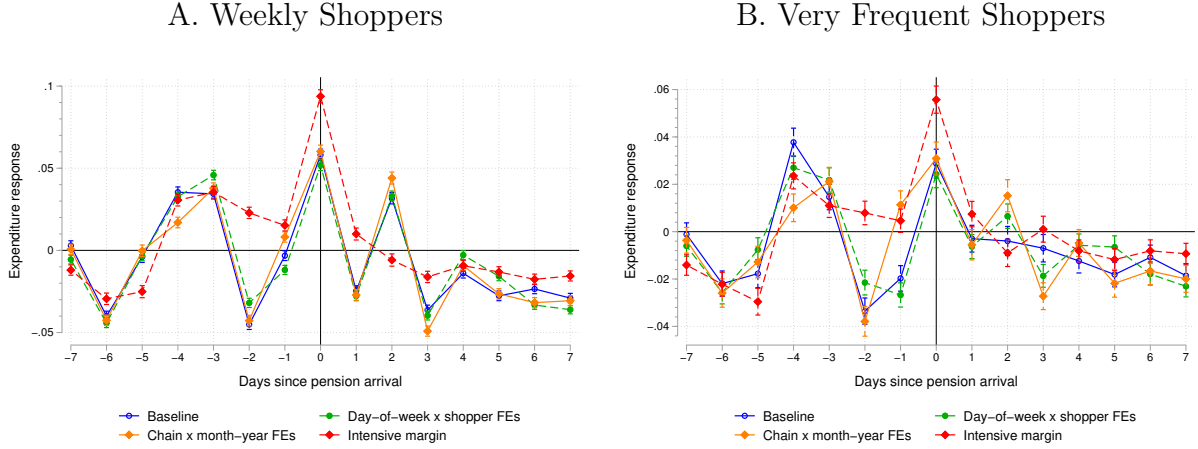 A. Weekly Shoppers
Expenditure response
.1
.05
0
−.05
−7 −6 −5 −4 −3 −2 −1 0 1 2 3 4 5 6 7
Days since pension arrival
Baseline
Day−of−week x shopper FEs
Chain x month−year FEs
Intensive margin
B. Very Frequent Shoppers
Expenditure response
.06
.04
.02
0
−.02
−.04
−7 −6 −5 −4 −3 −2 −1 0 1 2 3 4 5 6 7
Days since pension arrival
Baseline
Day−of−week x shopper FEs
Chain x month−year FEs
Intensive margin